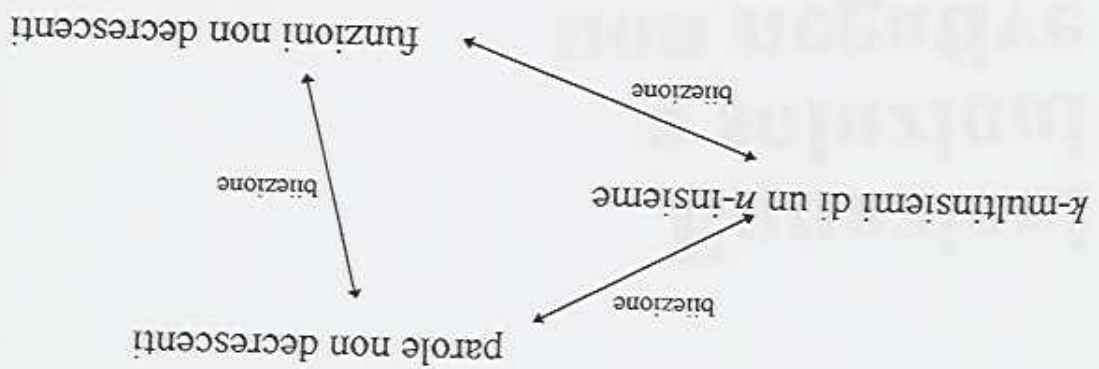 parole non decrescenti
biiezione
k-multinsiemi di un n-insieme
biiezione
biiezione
funzioni non decrescenti